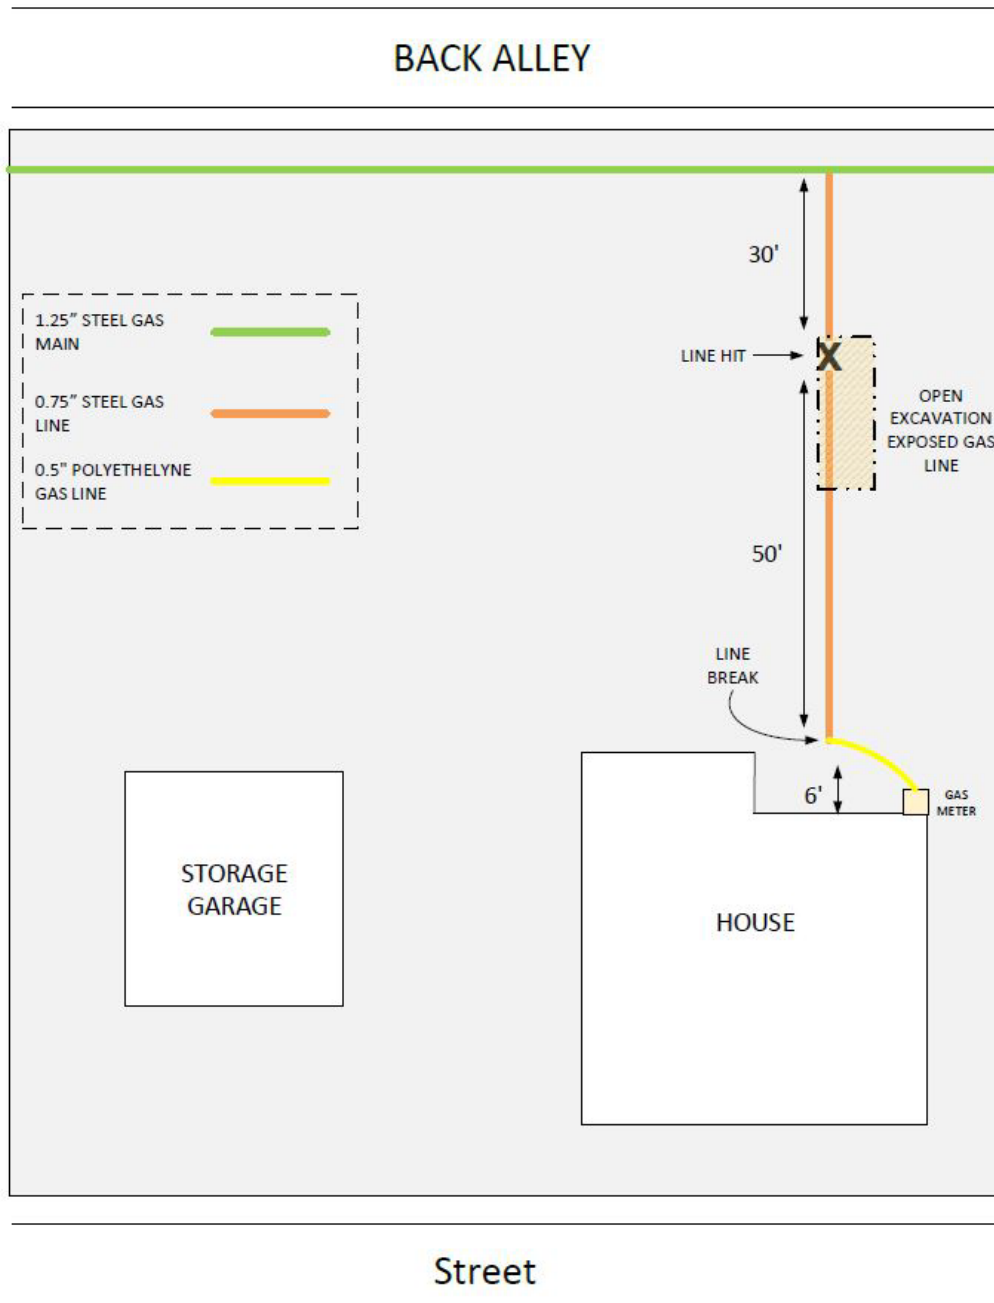 BACK ALLEY
30'
1.25" STEEL GAS
MAIN
LINE HIT
0.75" STEEL GAS
LINE
OPEN
EXCAVATION
EXPOSED GAS
LINE
0.5" POLYETHELYNE
GAS LINE
X
50'
LINE
BREAK
6'
GAS
METER
STORAGE
GARAGE
HOUSE
Street